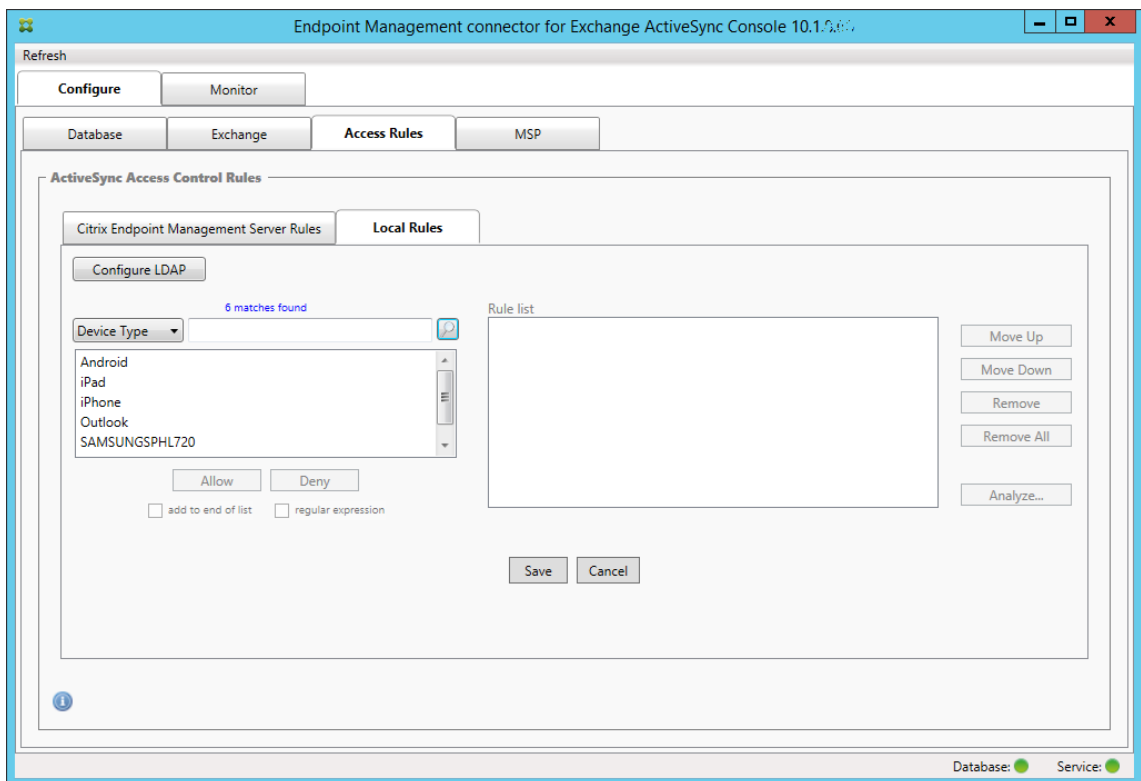 Endpoint Management connector for Exchange ActiveSync Console
Refresh
Configure Monitor
Database Exchange Access Rules MSP
ActiveSync Access Control Rules
Citrix Endpoint Management Server Rules Local Rules
Configure LDAP
6 matches found
Rule list
Device Type
Android
iPad
iPhone
Outlook
SAMSUNGSPHL720
Move Up
Move Down
Remove
Remove All
Allow Deny
Analyze...
add to end of list regular expression
Save Cancel
Database: Service: